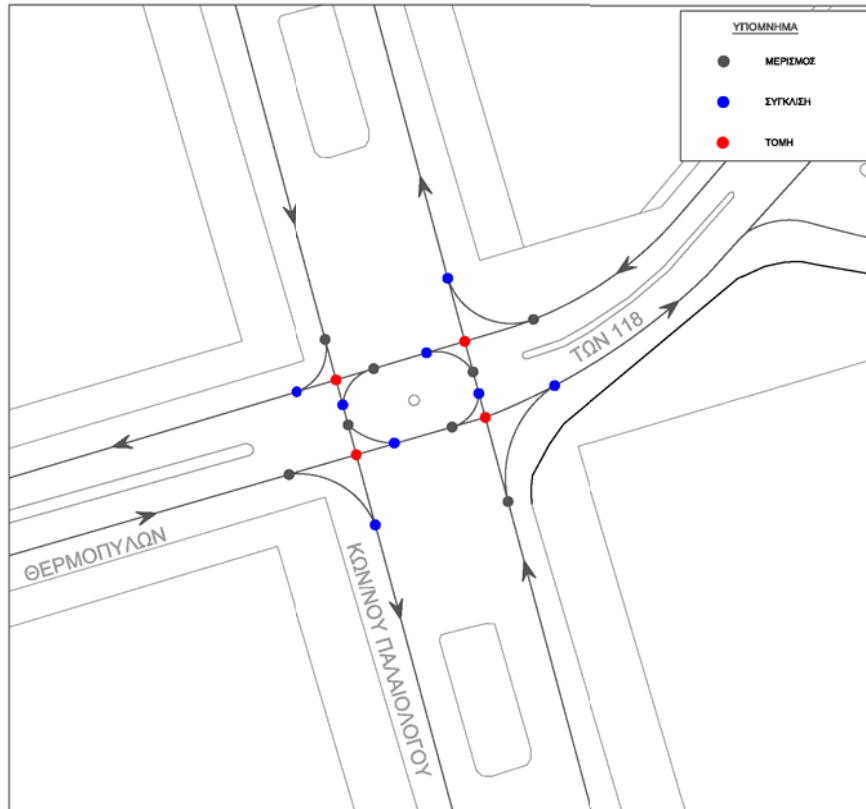 ΥΠΟΜΝΗΜΑ
ΜΕΡΙΣΜΟΣ
ΣΥΓΚΛΙΣΗ
ΤΟΜΗ
ΤΩΝ 118
ΘΕΡΜΟΠΥΛΩΝ
ΚΩΝ/ΝΟΥ ΠΑΛΑΙΟΛΟΓΟΥ